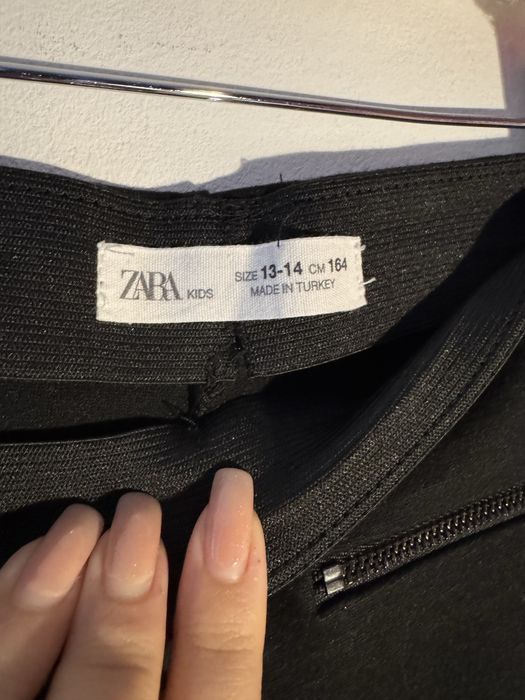 ZARA KIDS SIZE 13-14 CM 164
MADE IN TURKEY